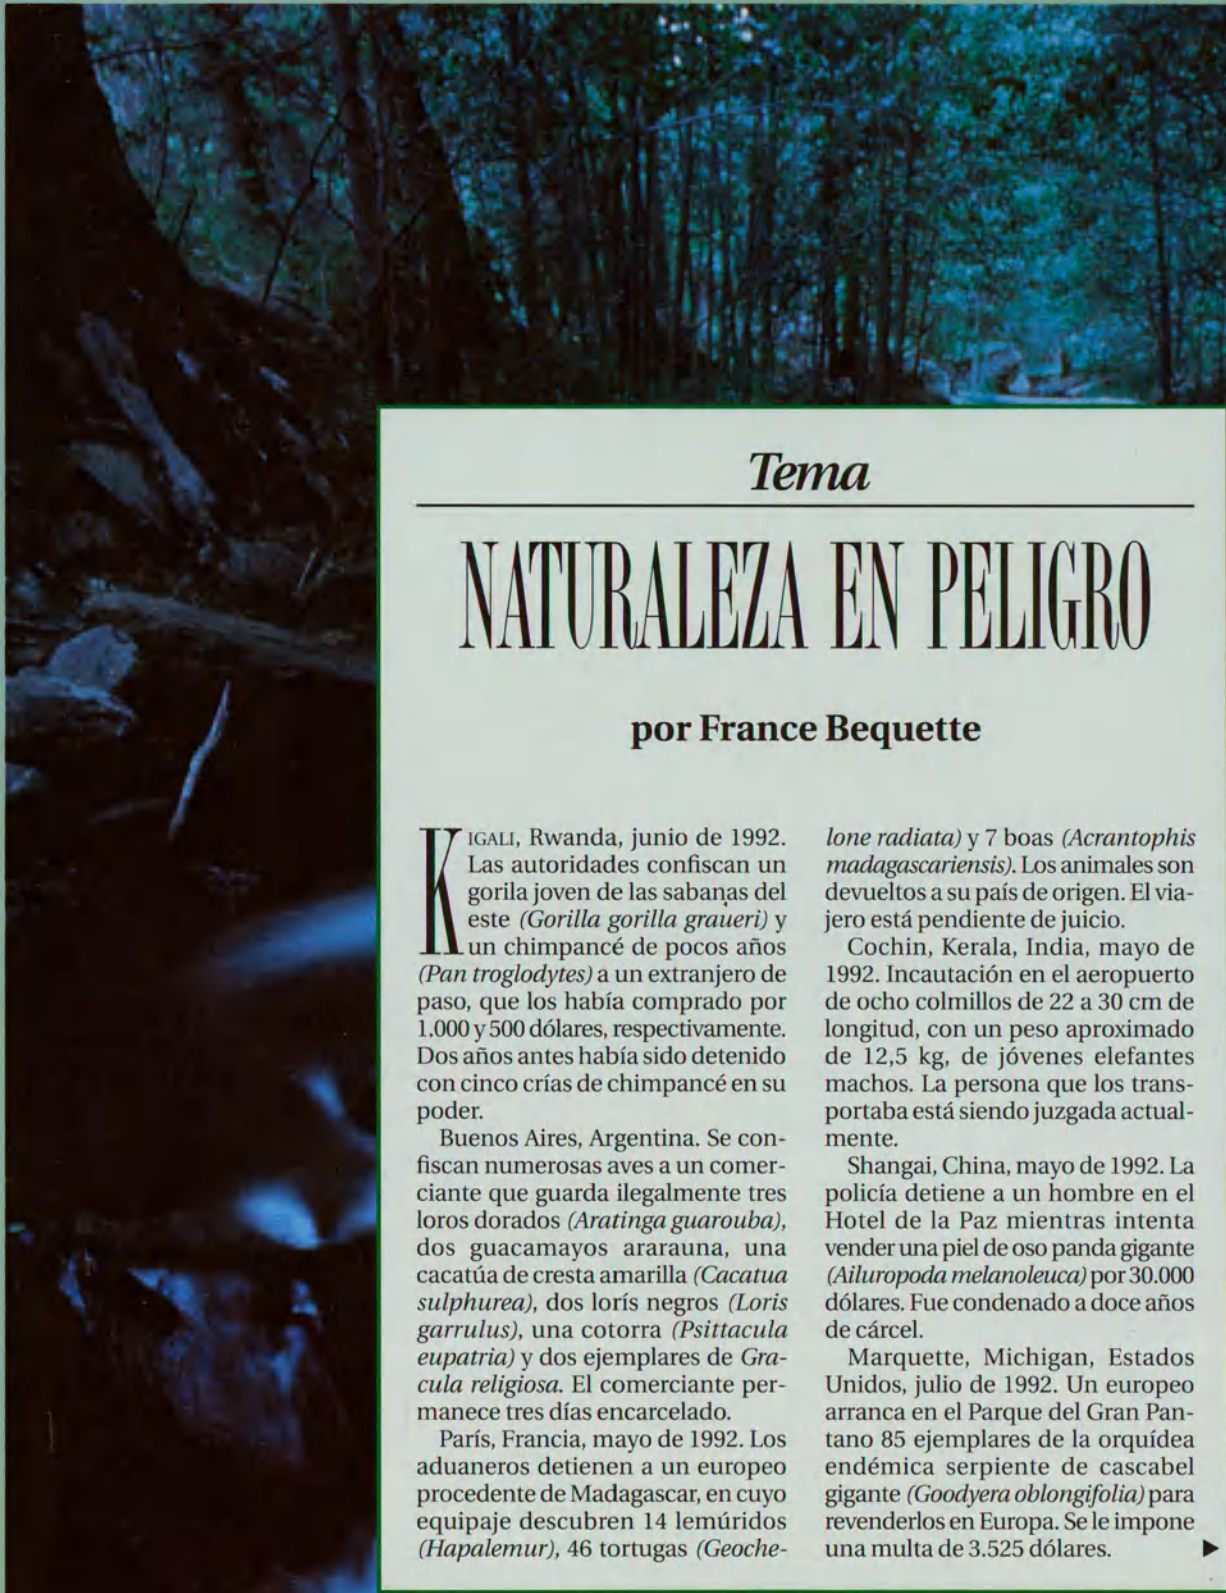 Tema
NATURALEZA EN PELIGRO
por France Bequette
KIGALI, Rwanda, junio de 1992.
Las autoridades confiscan un
gorila joven de las sabanas del
este (Gorilla gorilla graueri) y
un chimpancé de pocos años
(Pan troglodytes) a un extranjero de
paso, que los había comprado por
1.000 y 500 dólares, respectivamente.
Dos años antes había sido detenido
con cinco crías de chimpancé en su
poder.
Buenos Aires, Argentina. Se con-
fiscan numerosas aves a un comer-
ciante que guarda ilegalmente tres
loros dorados (Aratinga guarouba),
dos guacamayos ararauna, una
cacatúa de cresta amarilla (Cacatua
sulphurea), dos lorís negros (Loris
garrulus), una cotorra (Psittacula
eupatria) y dos ejemplares de Gra-
cula religiosa. El comerciante per-
manece tres días encarcelado.
París, Francia, mayo de 1992. Los
aduaneros detienen a un europeo
procedente de Madagascar, en cuyo
equipaje descubren 14 lemúridos
(Hapalemur), 46 tortugas (Geoche-
lone radiata) y 7 boas (Acrantophis
madagascariensis). Los animales son
devueltos a su país de origen. El via-
jero está pendiente de juicio.
Cochin, Kerala, India, mayo de
1992. Incautación en el aeropuerto
de ocho colmillos de 22 a 30 cm de
longitud, con un peso aproximado
de 12,5 kg, de jóvenes elefantes
machos. La persona que los trans-
portaba está siendo juzgada actual-
mente.
Shangai, China, mayo de 1992. La
policía detiene a un hombre en el
Hotel de la Paz mientras intenta
vender una piel de oso panda gigante
(Ailuropoda melanoleuca) por 30.000
dólares. Fue condenado a doce años
de cárcel.
Marquette, Michigan, Estados
Unidos, julio de 1992. Un europeo
arranca en el Parque del Gran Pan-
tano 85 ejemplares de la orquídea
endémica serpiente de cascabel
gigante (Goodyera oblongifolia) para
revenderlos en Europa. Se le impone
una multa de 3.525 dólares. ►